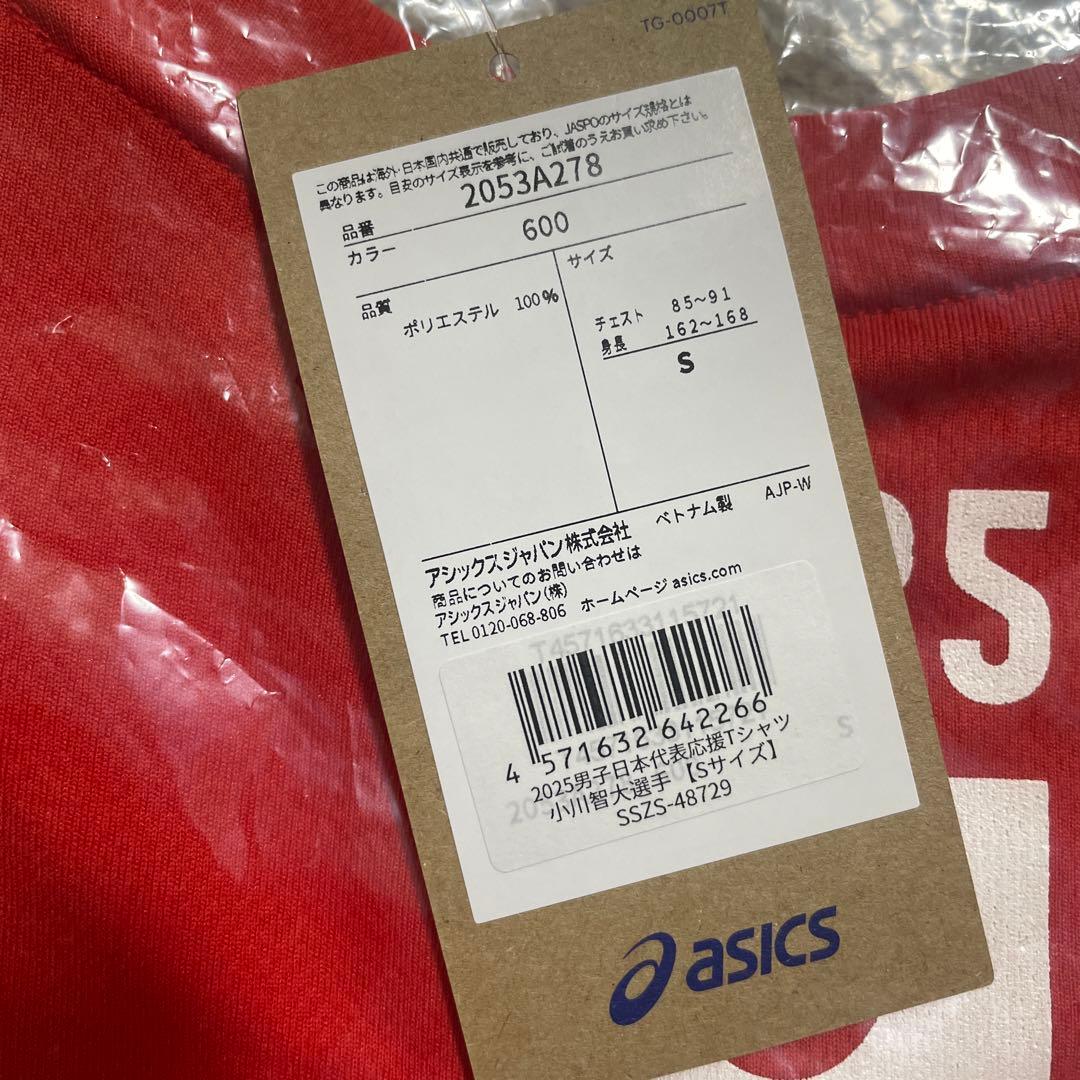 TG-0007T
この商品は海外・日本国内共通で販売しており、JASPOのサイズ規格とは
異なります。目安のサイズ表示を参考に、ご試着のうえお買い求め下さい。
品番 2053A278
カラー 600
品質
ポリエステル 100%
サイズ
チェスト 85~91
身長 162~168
S
アシックスジャパン株式会社 ベトナム製 AJP-W
商品についてのお問い合わせは
アシックスジャパン(株)
TEL 0120-068-806 ホームページ asics.com
T4571633115721
4 571632 642266
2025男子日本代表応援Tシャツ
小川智大選手 【Sサイズ】
SSZS-48729
S
asics
5